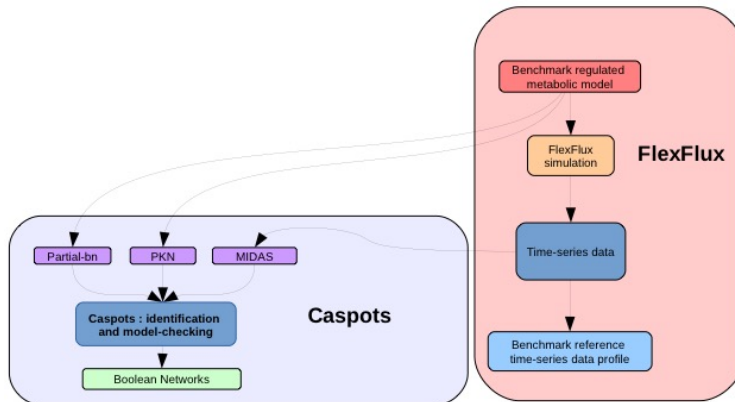 Benchmark regulated
metabolic model
FlexFlux
simulation
FlexFlux
Time-series data
Benchmark reference
time-series data profile
Partial-bn
PKN
MIDAS
Caspots : identification
and model-checking
Caspots
Boolean Networks